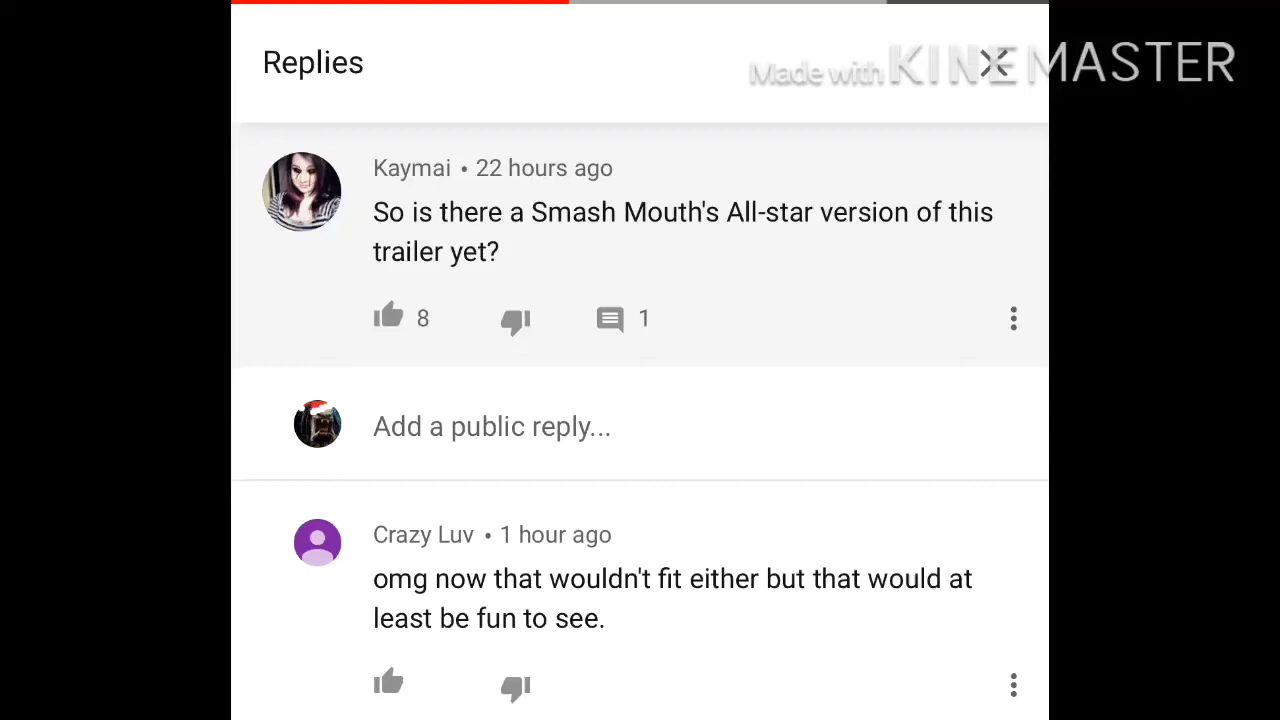 Replies
Made with KINEMASTER
Kaymai • 22 hours ago
So is there a Smash Mouth's All-star version of this
trailer yet?
8
1
Add a public reply...
Crazy Luv • 1 hour ago
omg now that wouldn't fit either but that would at
least be fun to see.